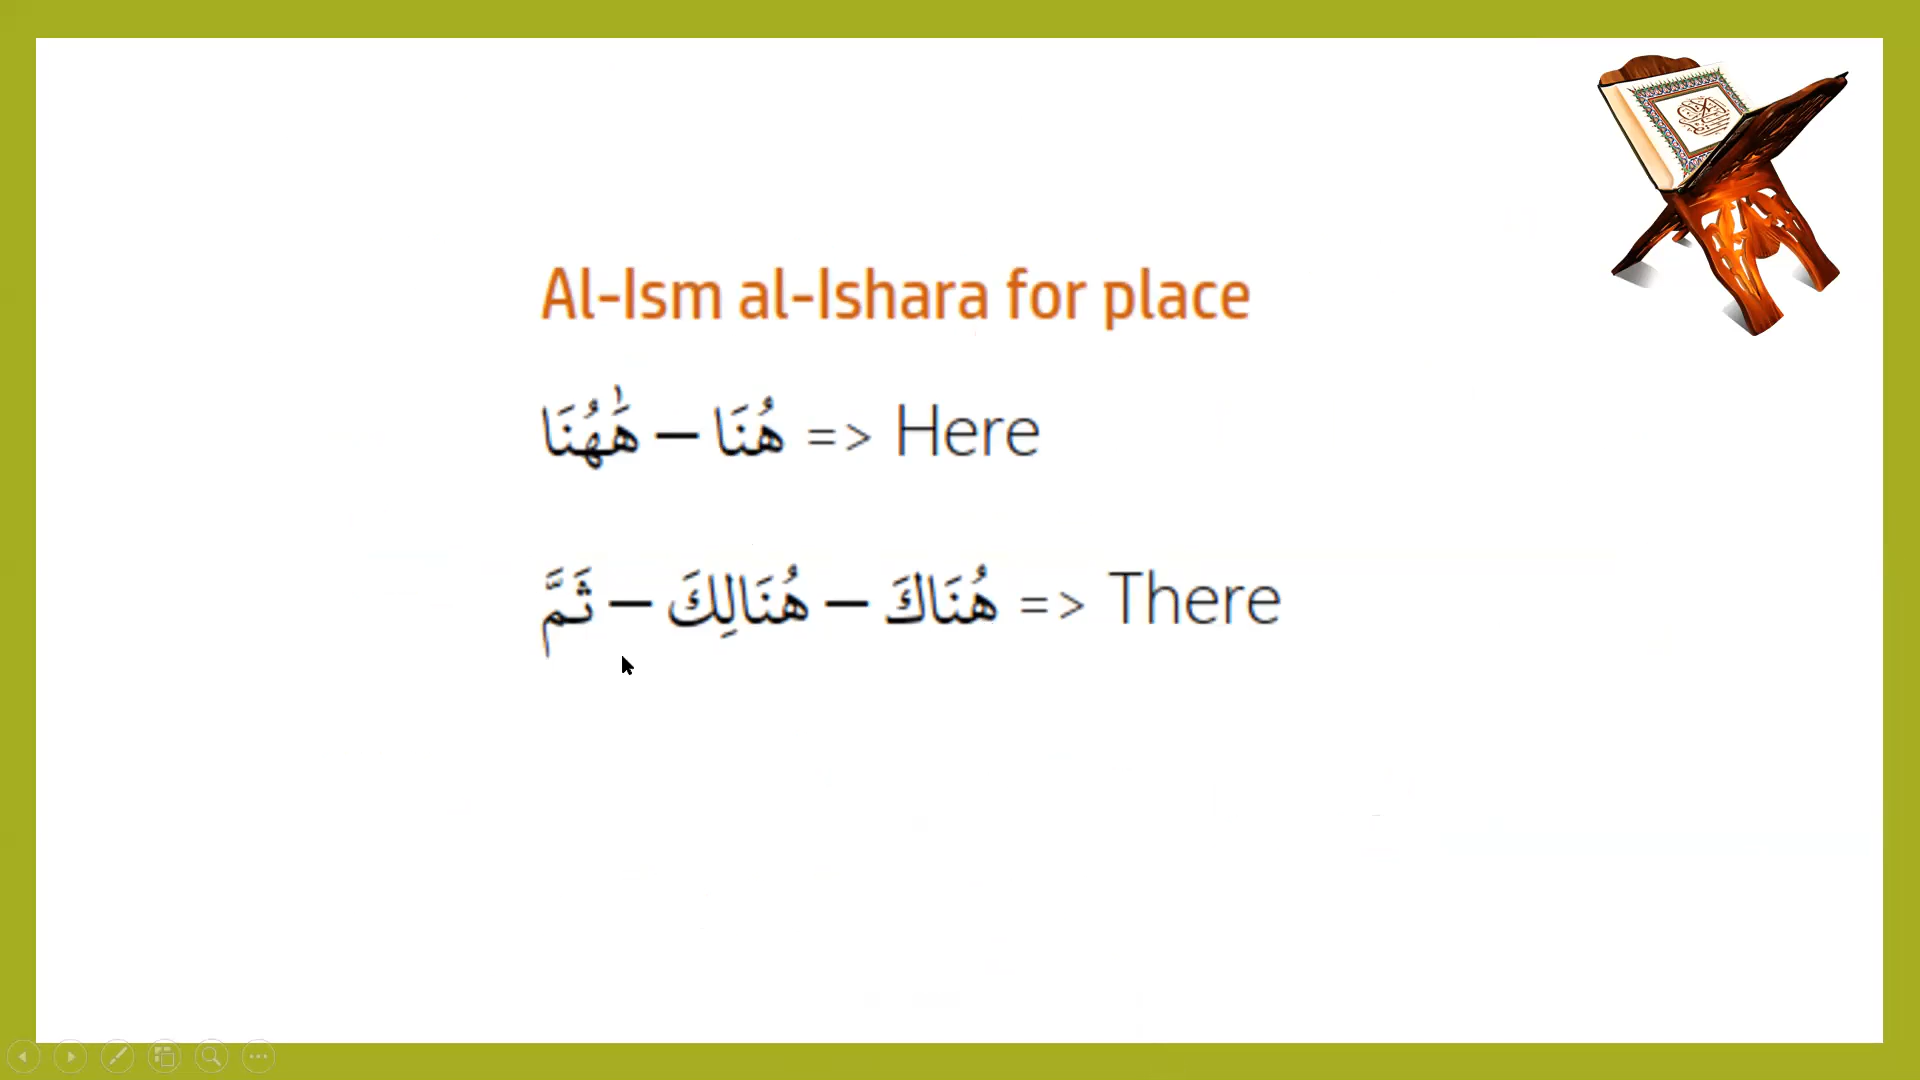 Al-Ism al-Ishara for place
هُنَا – هَٰهُنَا => Here
هُنَاكَ – هُنَالِكَ – ثَمَّ => There